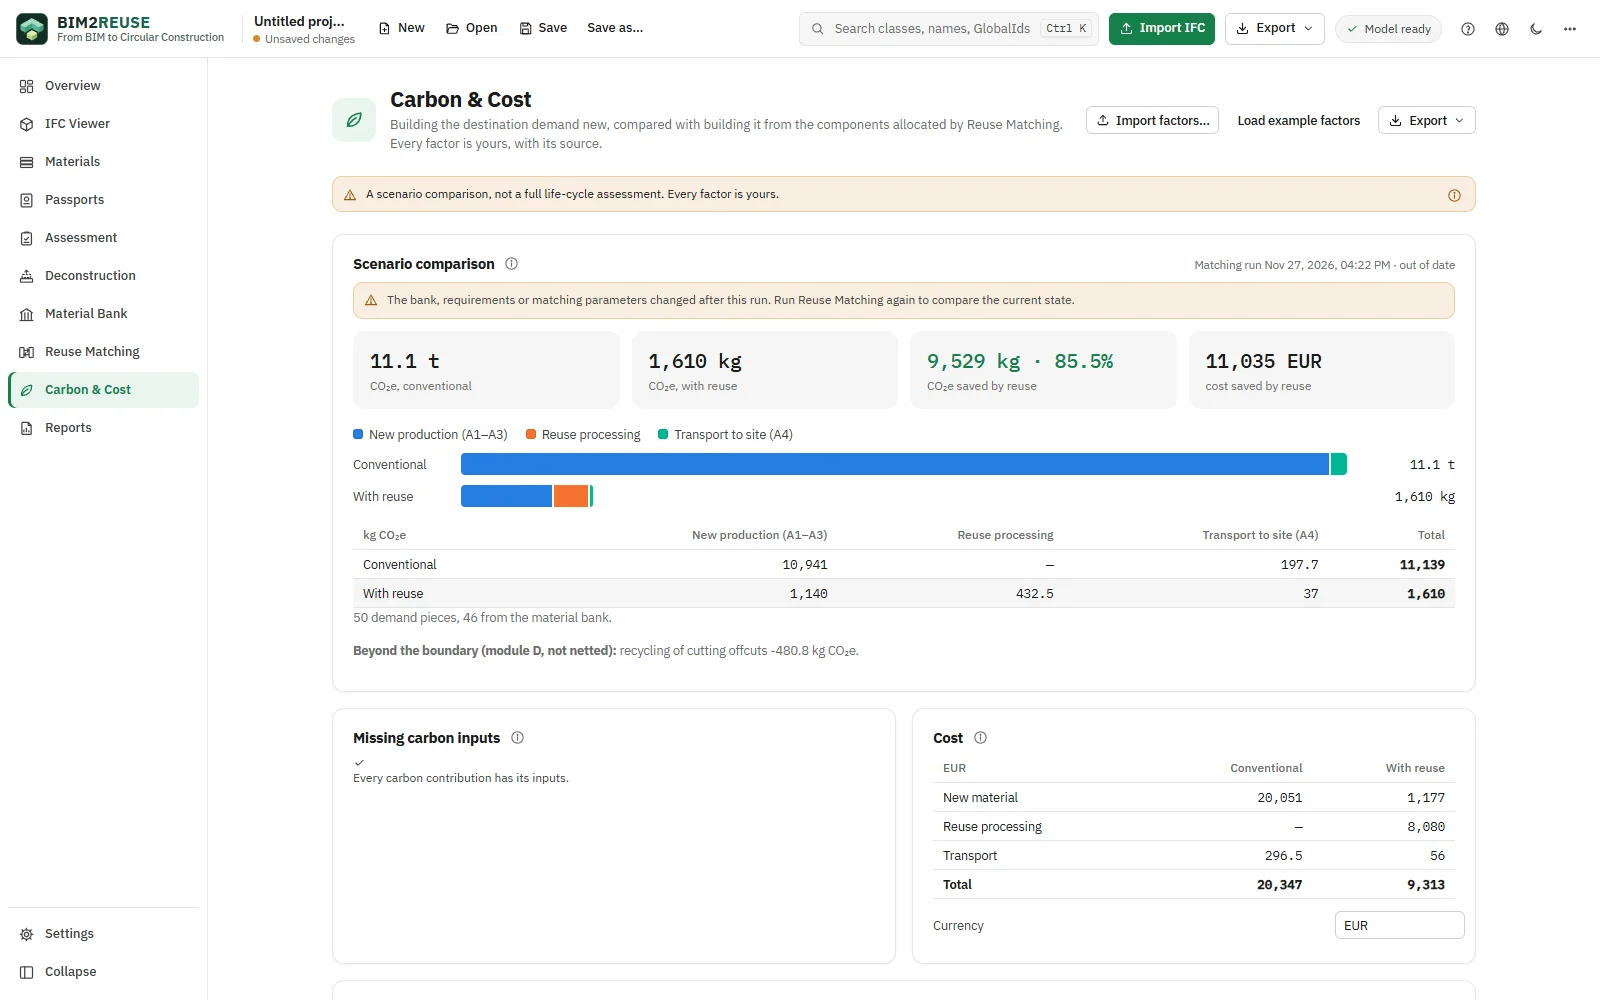 BIM2REUSE
From BIM to Circular Construction
Untitled proj...
Unsaved changes
New
Open
Save
Save as...
Search classes, names, GlobalIds
Ctrl K
Import IFC
Export
Model ready
Overview
IFC Viewer
Materials
Passports
Assessment
Deconstruction
Material Bank
Reuse Matching
Carbon & Cost
Reports
Settings
Collapse
Carbon & Cost
Building the destination demand new, compared with building it from the components allocated by Reuse Matching.
Every factor is yours, with its source.
Import factors...
Load example factors
Export
A scenario comparison, not a full life-cycle assessment. Every factor is yours.
Scenario comparison
Matching run Nov 27, 2026, 04:22 PM · out of date
The bank, requirements or matching parameters changed after this run. Run Reuse Matching again to compare the current state.
11.1 t
CO₂e, conventional
1,610 kg
CO₂e, with reuse
9,529 kg · 85.5%
CO₂e saved by reuse
11,035 EUR
cost saved by reuse
New production (A1–A3)
Reuse processing
Transport to site (A4)
Conventional
11.1 t
With reuse
1,610 kg
kg CO₂e New production (A1–A3) Reuse processing Transport to site (A4) Total
Conventional 10,941 — 197.7 11,139
With reuse 1,140 432.5 37 1,610
50 demand pieces, 46 from the material bank.
Beyond the boundary (module D, not netted): recycling of cutting offcuts -480.8 kg CO₂e.
Missing carbon inputs
Every carbon contribution has its inputs.
Cost
EUR Conventional With reuse
New material 20,051 1,177
Reuse processing — 8,080
Transport 296.5 56
Total 20,347 9,313
Currency
EUR